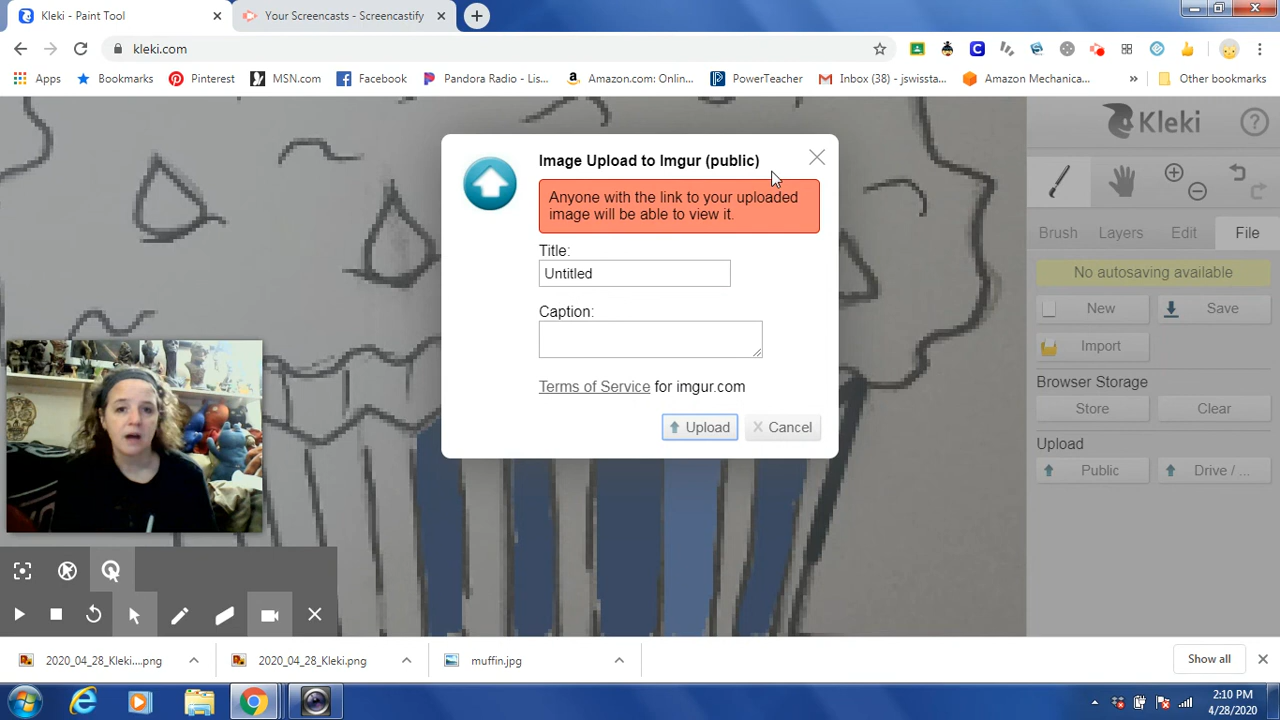 Kleki - Paint Tool
Your Screencasts - Screencastify
kleki.com
Apps
Bookmarks
Pinterest
MSN.com
Facebook
Pandora Radio - Lis...
Amazon.com: Onlin...
PowerTeacher
Inbox (38) - jswissta...
Amazon Mechanica...
»
Other bookmarks
Kleki
?
Brush
Layers
Edit
File
No autosaving available
New
Save
Import
Browser Storage
Store
Clear
Upload
Public
Drive / ...
Image Upload to Imgur (public)
Anyone with the link to your uploaded
image will be able to view it.
Title:
Untitled
Caption:
Terms of Service for imgur.com
Upload
X Cancel
2020_04_28_Kleki....png
2020_04_28_Kleki.png
muffin.jpg
Show all
2:10 PM
4/28/2020